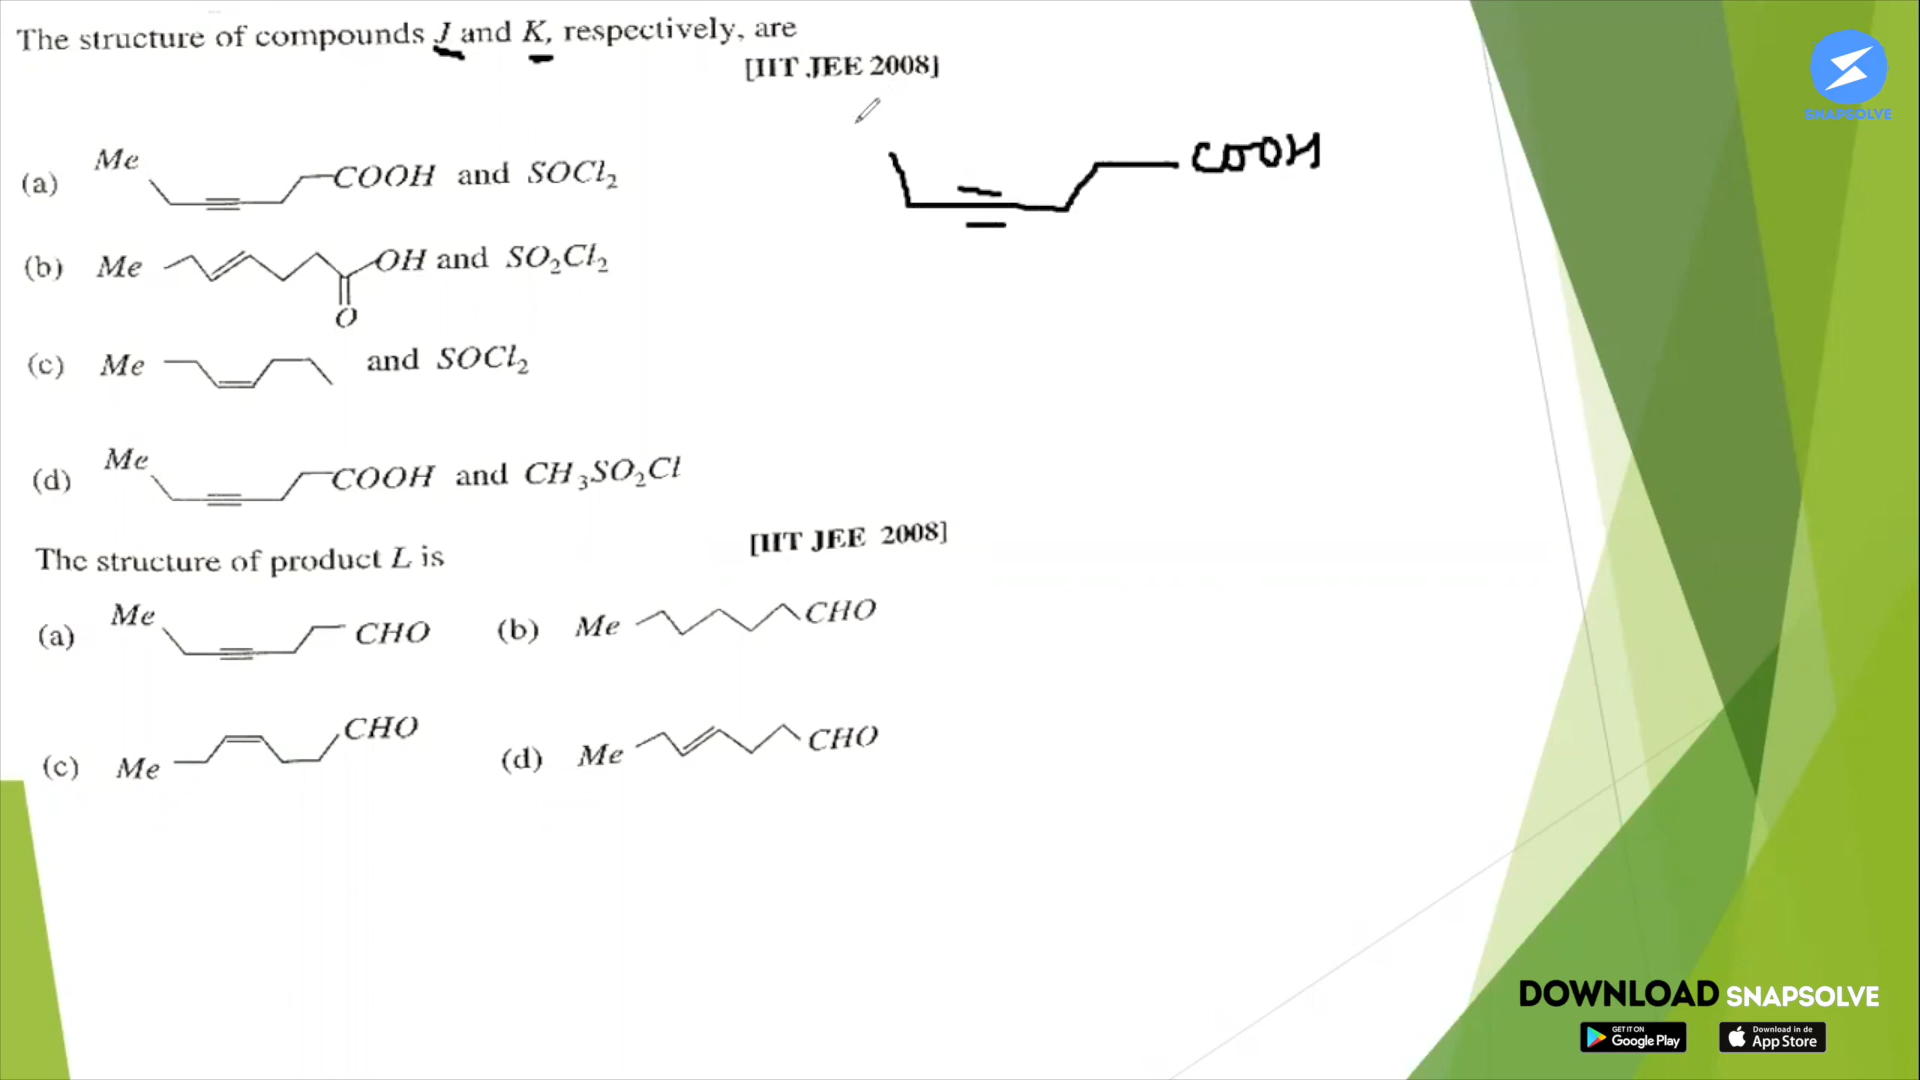 The structure of compounds J and K, respectively, are
[IIT JEE 2008]
SNAPSOLVE
COOH
(a) Me COOH and SOCl₂
(b) Me OH and SO₂Cl₂
O
(c) Me and SOCl₂
(d) Me COOH and CH₃SO₂Cl
The structure of product L is
[IIT JEE 2008]
(a) Me CHO (b) Me CHO
(c) Me CHO (d) Me CHO
DOWNLOAD SNAPSOLVE
GET IT ON Google Play
Download in de App Store